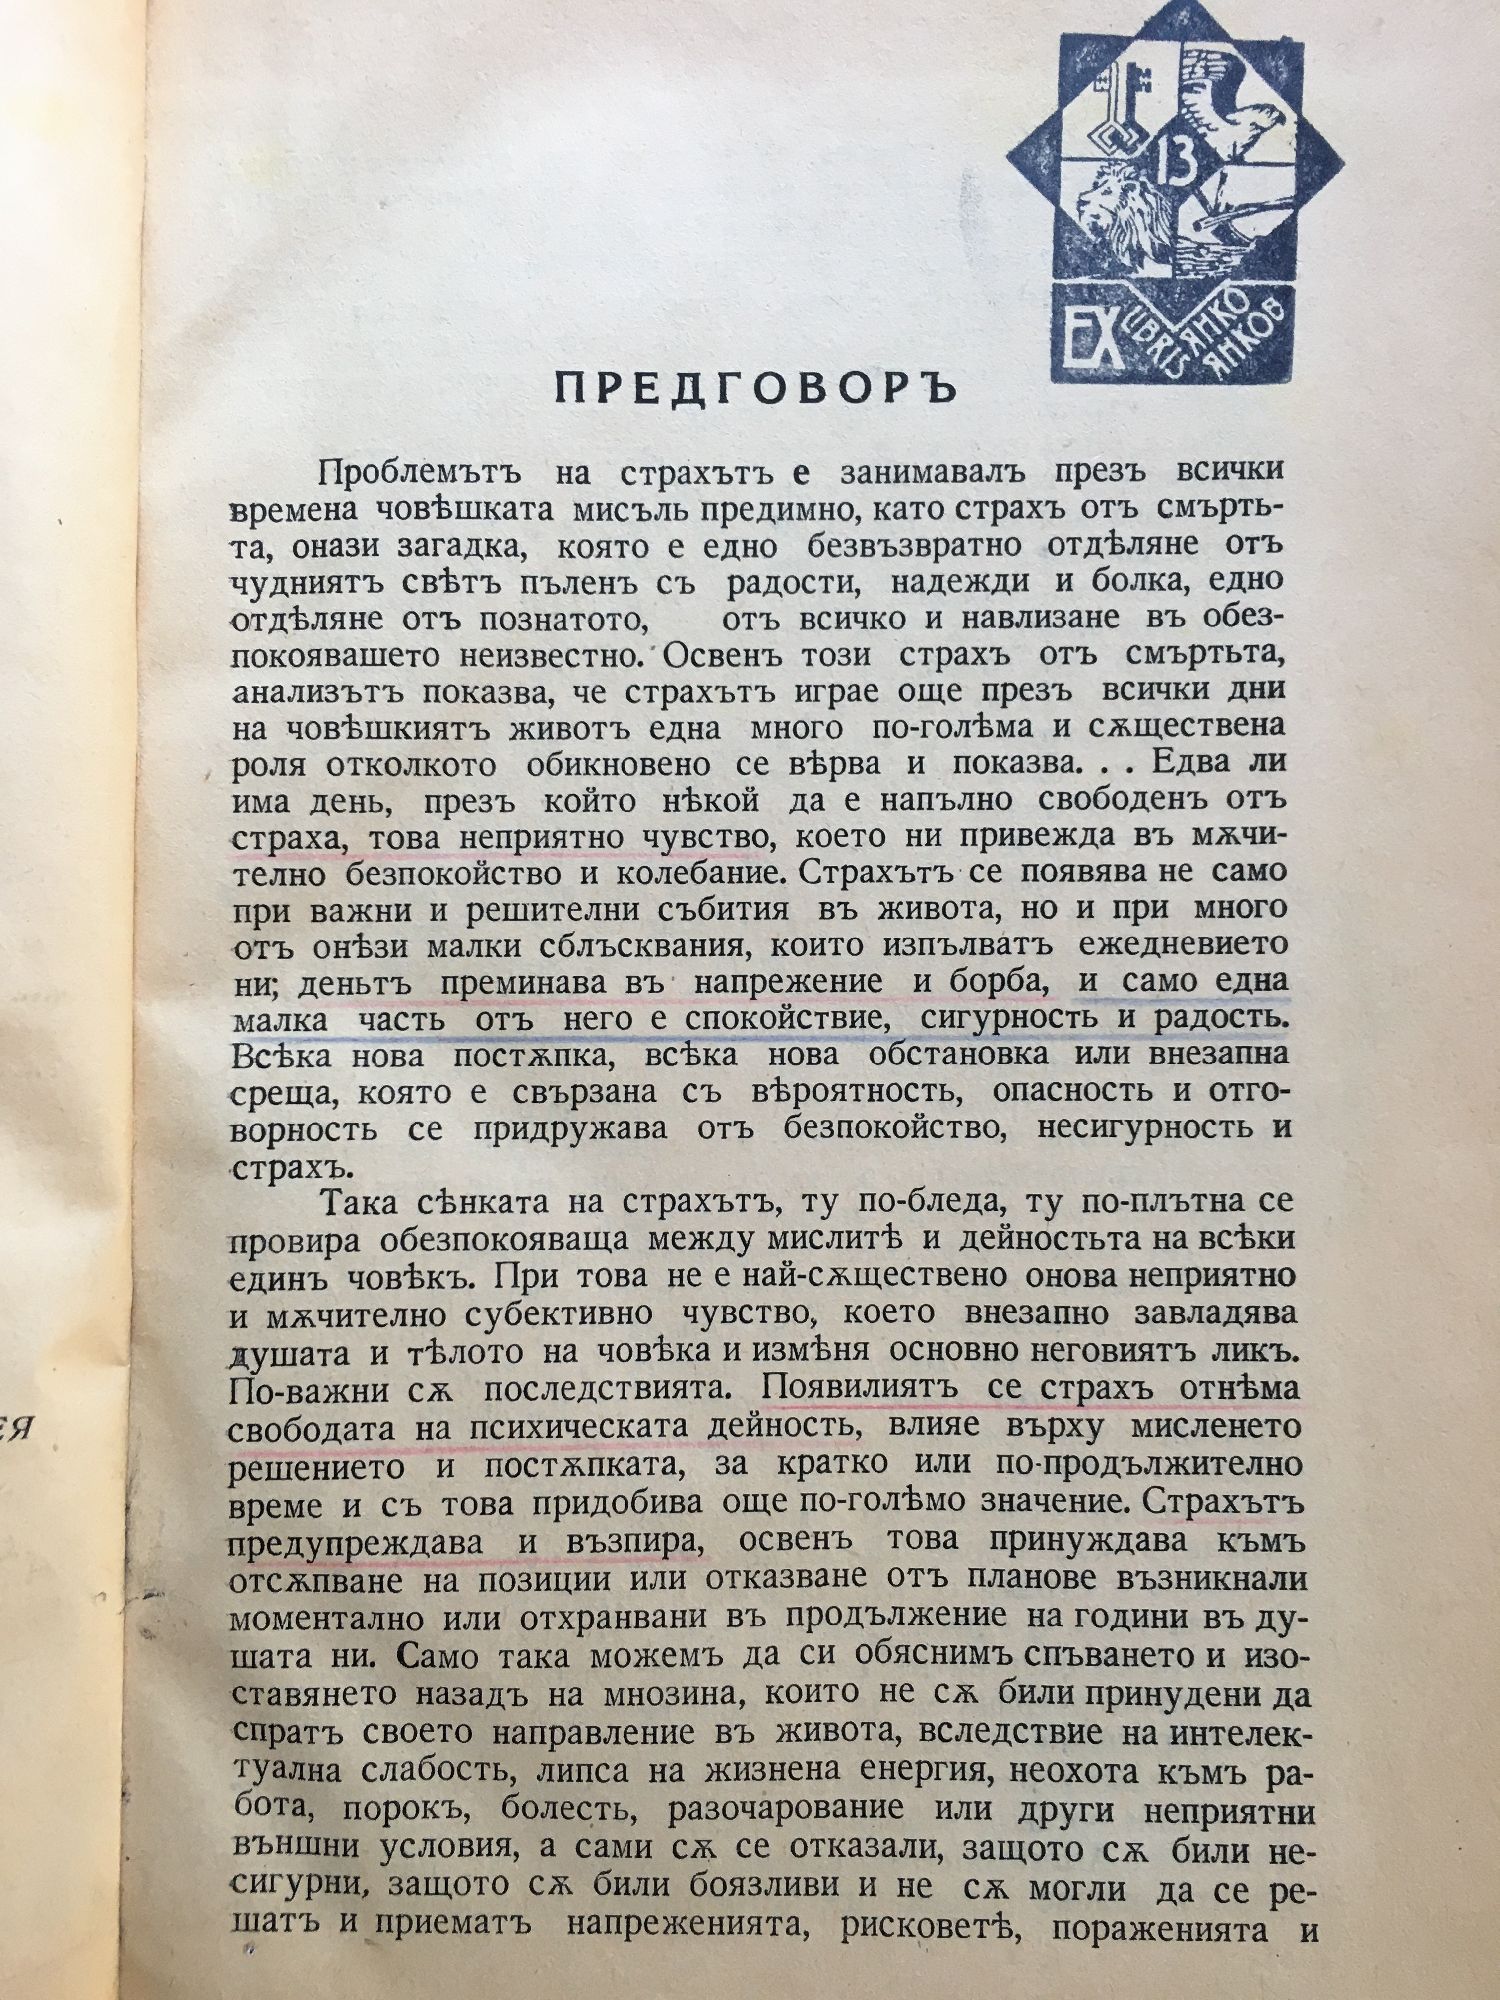 13
EX LIBRIS ЯНКО ЯНКОВ
ПРЕДГОВОРЪ
Проблемътъ на страхътъ е занимавалъ презъ всички
времена човѣшката мисъль предимно, като страхъ отъ смърть-
та, онази загадка, която е едно безвъзвратно отдѣляне отъ
чудниятъ свѣтъ пъленъ съ радости, надежди и болка, едно
отдѣляне отъ познатото, отъ всичко и навлизане въ обез-
покоявашето неизвестно. Освенъ този страхъ отъ смъртьта,
анализътъ показва, че страхътъ играе още презъ всички дни
на човѣшкиятъ животъ една много по-голѣма и сѫществена
роля отколкото обикновено се вѣрва и показва. . . Едва ли
има день, презъ който нѣкой да е напълно свободенъ отъ
страха, това неприятно чувство, което ни привежда въ мѫчи-
телно безпокойство и колебание. Страхътъ се появява не само
при важни и решителни събития въ живота, но и при много
отъ онѣзи малки сблъсквания, които изпълватъ ежедневието
ни; деньтъ преминава въ напрежение и борба, и само една
малка часть отъ него е спокойствие, сигурность и радость.
Всѣка нова постѫпка, всѣка нова обстановка или внезапна
среща, която е свързана съ вѣроятность, опасность и отго-
ворность се придружава отъ безпокойство, несигурность и
страхъ.
Така сѣнката на страхътъ, ту по-бледа, ту по-плътна се
провира обезпокояваща между мислитѣ и дейностьта на всѣки
единъ човѣкъ. При това не е най-сѫществено онова неприятно
и мѫчително субективно чувство, което внезапно завладява
душата и тѣлото на човѣка и измѣня основно неговиятъ ликъ.
По-важни сѫ последствията. Появилиятъ се страхъ отнѣма
свободата на психическата дейность, влияе върху мисленето
решението и постѫпката, за кратко или по-продължително
време и съ това придобива още по-голѣмо значение. Страхътъ
предупреждава и възпира, освенъ това принуждава къмъ
отсѫпване на позиции или отказване отъ планове възникнали
моментално или отхранвани въ продължение на години въ ду-
шата ни. Само така можемъ да си обяснимъ спъването и изо-
ставянето назадъ на мнозина, които не сѫ били принудени да
спратъ своето направление въ живота, вследствие на интелек-
туална слабость, липса на жизнена енергия, неохота къмъ ра-
бота, порокъ, болесть, разочарование или други неприятни
външни условия, а сами сѫ се отказали, защото сѫ били не-
сигурни, защото сѫ били боязливи и не сѫ могли да се ре-
шатъ и приематъ напреженията, рисковетѣ, пораженията и
ЕЯ